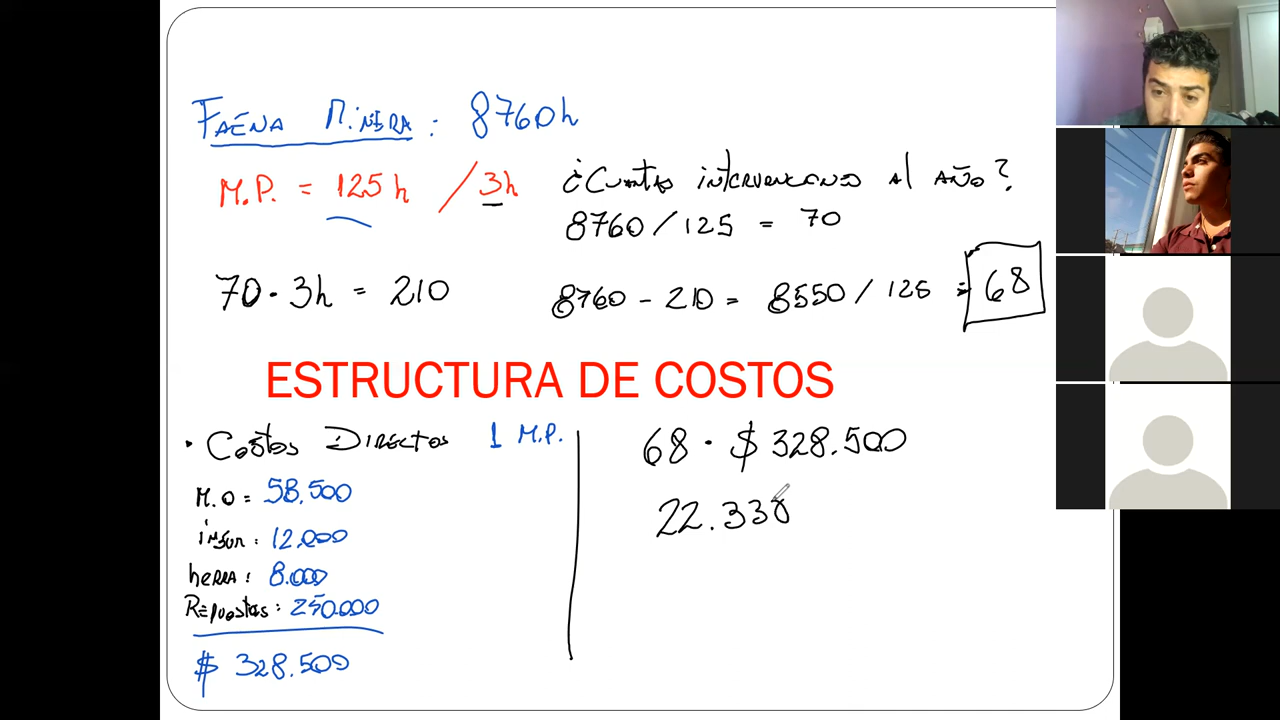 FAENA MINERA : 8760h
M.P. = 125h / 3h
¿Cuantas intervenciones al año?
8760 / 125 = 70
70 · 3h = 210
8760 - 210 = 8550 / 125 = 68
ESTRUCTURA DE COSTOS
· Costos Directos 1 M.P.
M.O = 58.500
insum : 12.000
herra : 8.000
Repuestos : 250.000
$ 328.500
68 · $ 328.500
22.338